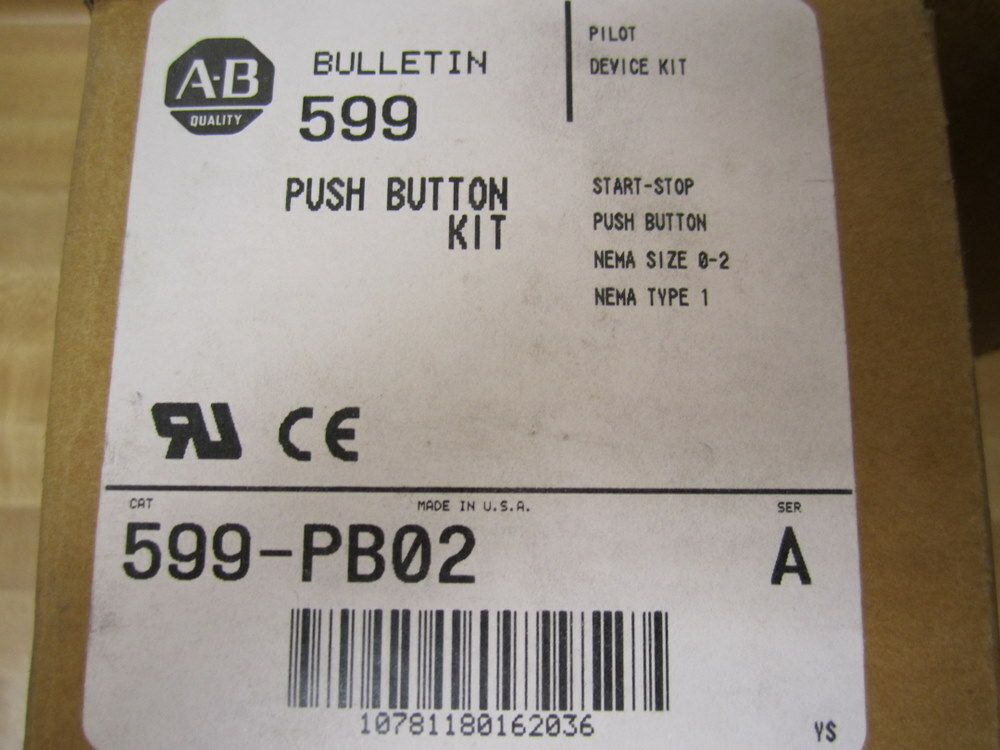 A-B
QUALITY
BULLETIN
599
PUSH BUTTON
KIT
PILOT
DEVICE KIT
START-STOP
PUSH BUTTON
NEMA SIZE 0-2
NEMA TYPE 1
CE
CAT
MADE IN U.S.A.
SER
599-PB02
A
10781180162036
YS